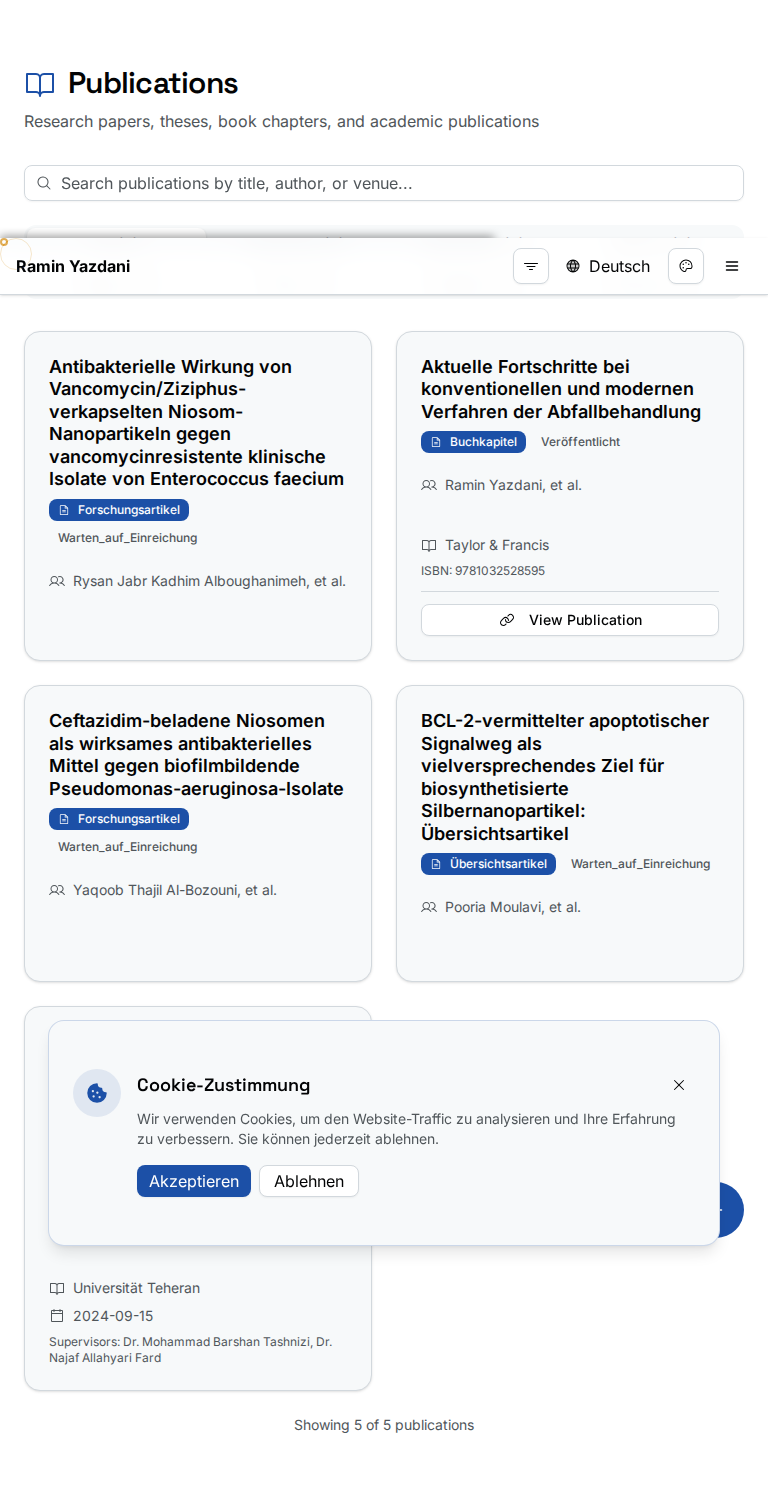 Publications
Research papers, theses, book chapters, and academic publications
Search publications by title, author, or venue...
Ramin Yazdani
Deutsch
Antibakterielle Wirkung von
Vancomycin/Ziziphus-
verkapselten Niosom-
Nanopartikeln gegen
vancomycinresistente klinische
Isolate von Enterococcus faecium
Forschungsartikel
Warten_auf_Einreichung
Rysan Jabr Kadhim Alboughanimeh, et al.
Aktuelle Fortschritte bei
konventionellen und modernen
Verfahren der Abfallbehandlung
Buchkapitel
Veröffentlicht
Ramin Yazdani, et al.
Taylor & Francis
ISBN: 9781032528595
View Publication
Ceftazidim-beladene Niosomen
als wirksames antibakterielles
Mittel gegen biofilmbildende
Pseudomonas-aeruginosa-Isolate
Forschungsartikel
Warten_auf_Einreichung
Yaqoob Thajil Al-Bozouni, et al.
BCL-2-vermittelter apoptotischer
Signalweg als
vielversprechendes Ziel für
biosynthetisierte
Silbernanopartikel:
Übersichtsartikel
Übersichtsartikel
Warten_auf_Einreichung
Pooria Moulavi, et al.
Cookie-Zustimmung
Wir verwenden Cookies, um den Website-Traffic zu analysieren und Ihre Erfahrung
zu verbessern. Sie können jederzeit ablehnen.
Akzeptieren
Ablehnen
Universität Teheran
2024-09-15
Supervisors: Dr. Mohammad Barshan Tashnizi, Dr.
Najaf Allahyari Fard
Showing 5 of 5 publications